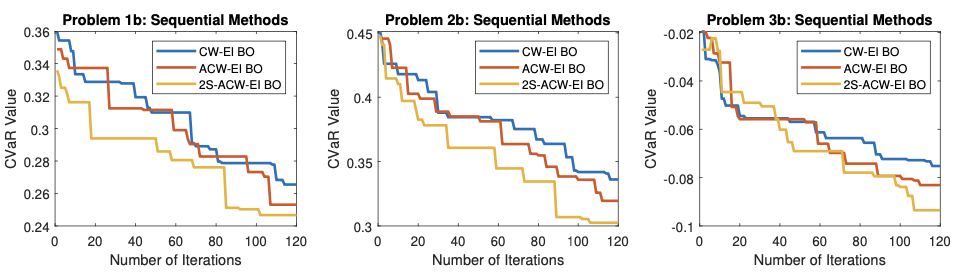 Problem 1b: Sequential Methods
CVaR Value
0.36
0.34
0.32
0.3
0.28
0.26
0.24
CW-EI BO
ACW-EI BO
2S-ACW-EI BO
0 20 40 60 80 100 120
Number of Iterations
Problem 2b: Sequential Methods
CVaR Value
0.45
0.4
0.35
0.3
CW-EI BO
ACW-EI BO
2S-ACW-EI BO
0 20 40 60 80 100 120
Number of Iterations
Problem 3b: Sequential Methods
CVaR Value
-0.02
-0.04
-0.06
-0.08
-0.1
CW-EI BO
ACW-EI BO
2S-ACW-EI BO
0 20 40 60 80 100 120
Number of Iterations